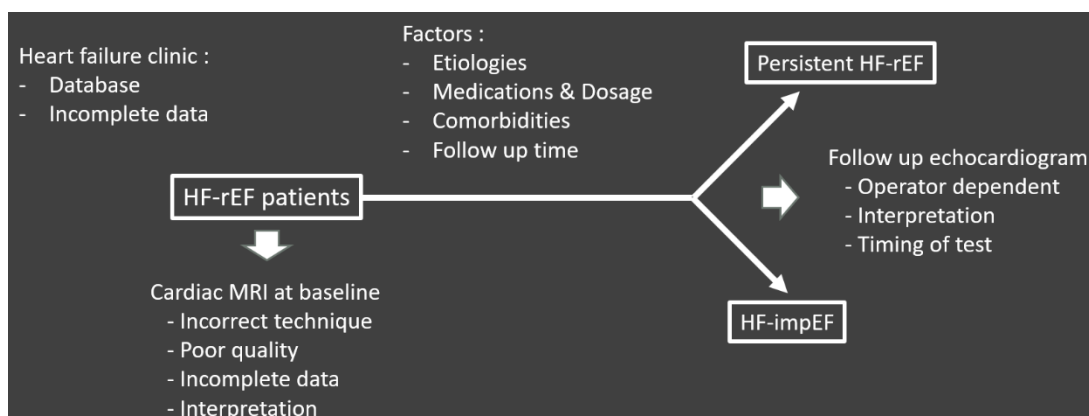 Heart failure clinic :
- Database
- Incomplete data
Factors :
- Etiologies
- Medications & Dosage
- Comorbidities
- Follow up time
Persistent HF-rEF
HF-rEF patients
Follow up echocardiogram
- Operator dependent
- Interpretation
- Timing of test
Cardiac MRI at baseline
- Incorrect technique
- Poor quality
- Incomplete data
- Interpretation
HF-impEF